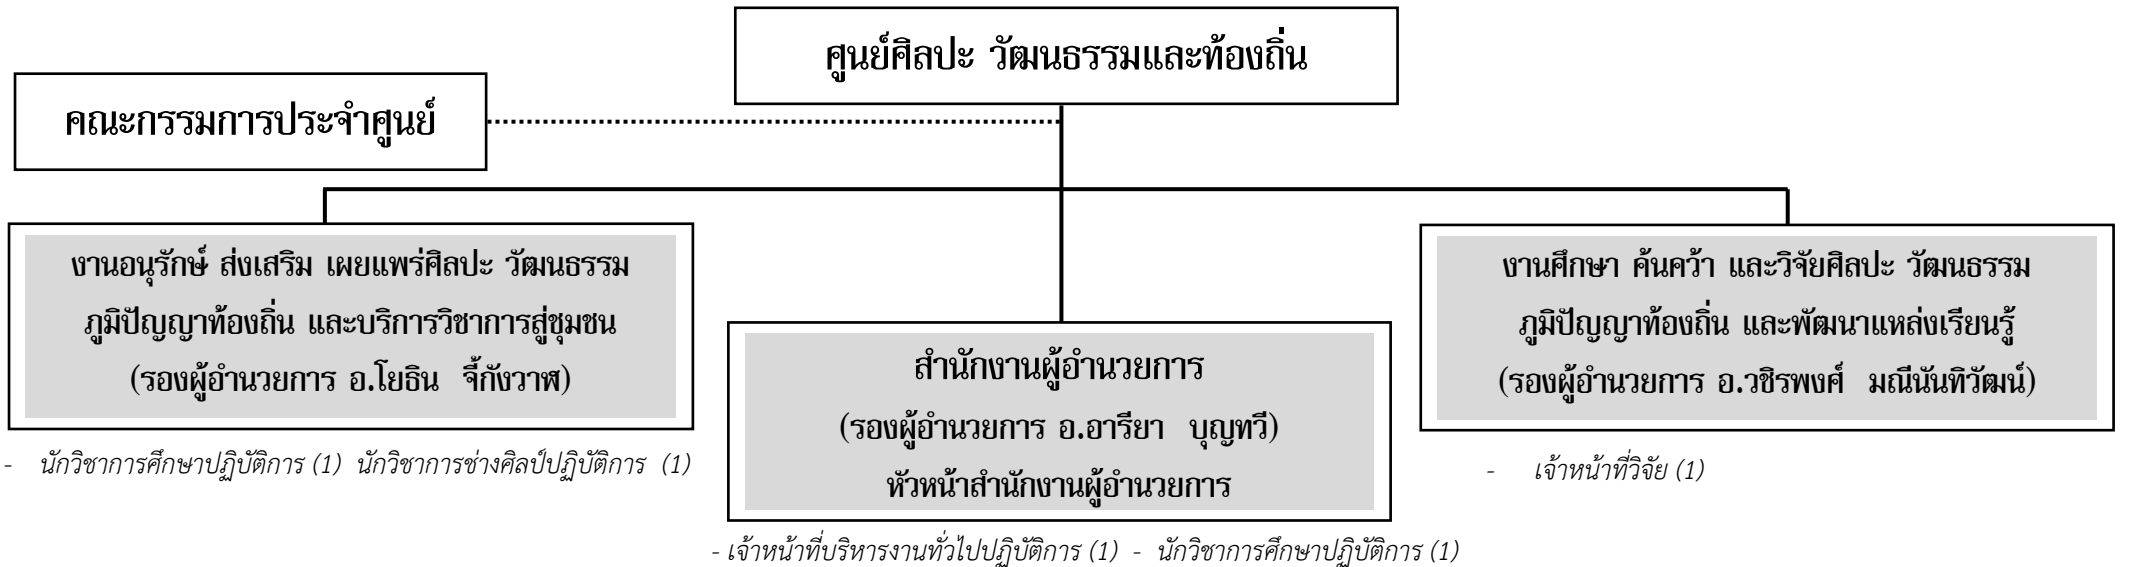 ศูนย์ศิลปะ วัฒนธรรมและท้องถิ่น
คณะกรรมการประจำศูนย์
งานอนุรักษ์ ส่งเสริม เผยแพร่ศิลปะ วัฒนธรรม
ภูมิปัญญาท้องถิ่น และบริการวิชาการสู่ชุมชน
(รองผู้อำนวยการ อ.โยธิน จี้กังวาฬ)
- นักวิชาการศึกษาปฏิบัติการ (1) นักวิชาการช่างศิลป์ปฏิบัติการ (1)
สำนักงานผู้อำนวยการ
(รองผู้อำนวยการ อ.อารียา บุญทวี)
หัวหน้าสำนักงานผู้อำนวยการ
- เจ้าหน้าที่บริหารงานทั่วไปปฏิบัติการ (1) - นักวิชาการศึกษาปฏิบัติการ (1)
งานศึกษา ค้นคว้า และวิจัยศิลปะ วัฒนธรรม
ภูมิปัญญาท้องถิ่น และพัฒนาแหล่งเรียนรู้
(รองผู้อำนวยการ อ.วชิรพงศ์ มณีนันทิวัฒน์)
- เจ้าหน้าที่วิจัย (1)